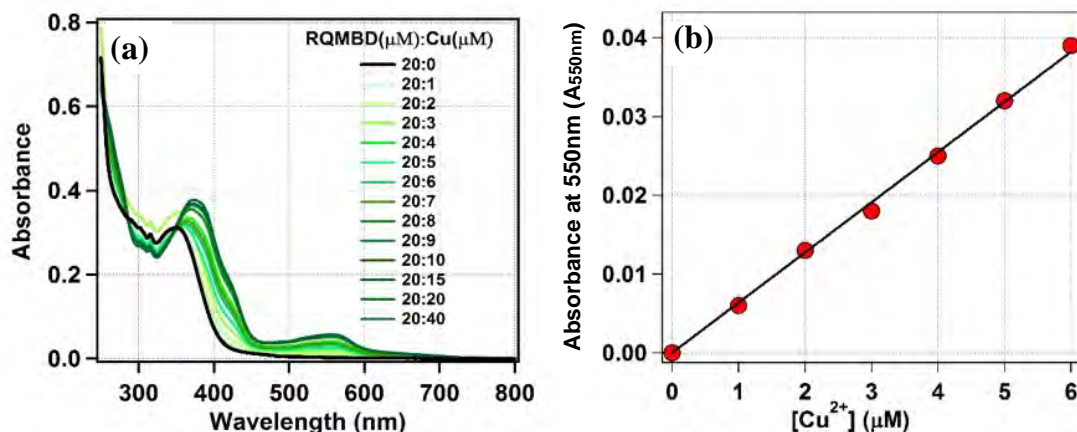 (a)
RQMBD(μM):Cu(μM)
20:0
20:1
20:2
20:3
20:4
20:5
20:6
20:7
20:8
20:9
20:10
20:15
20:20
20:40
0.8
0.6
0.4
0.2
0.0
Absorbance
300 400 500 600 700 800
Wavelength (nm)
(b)
0.04
0.03
0.02
0.01
0.00
Absorbance at 550nm (A550nm)
0 1 2 3 4 5 6
[Cu²⁺] (μM)